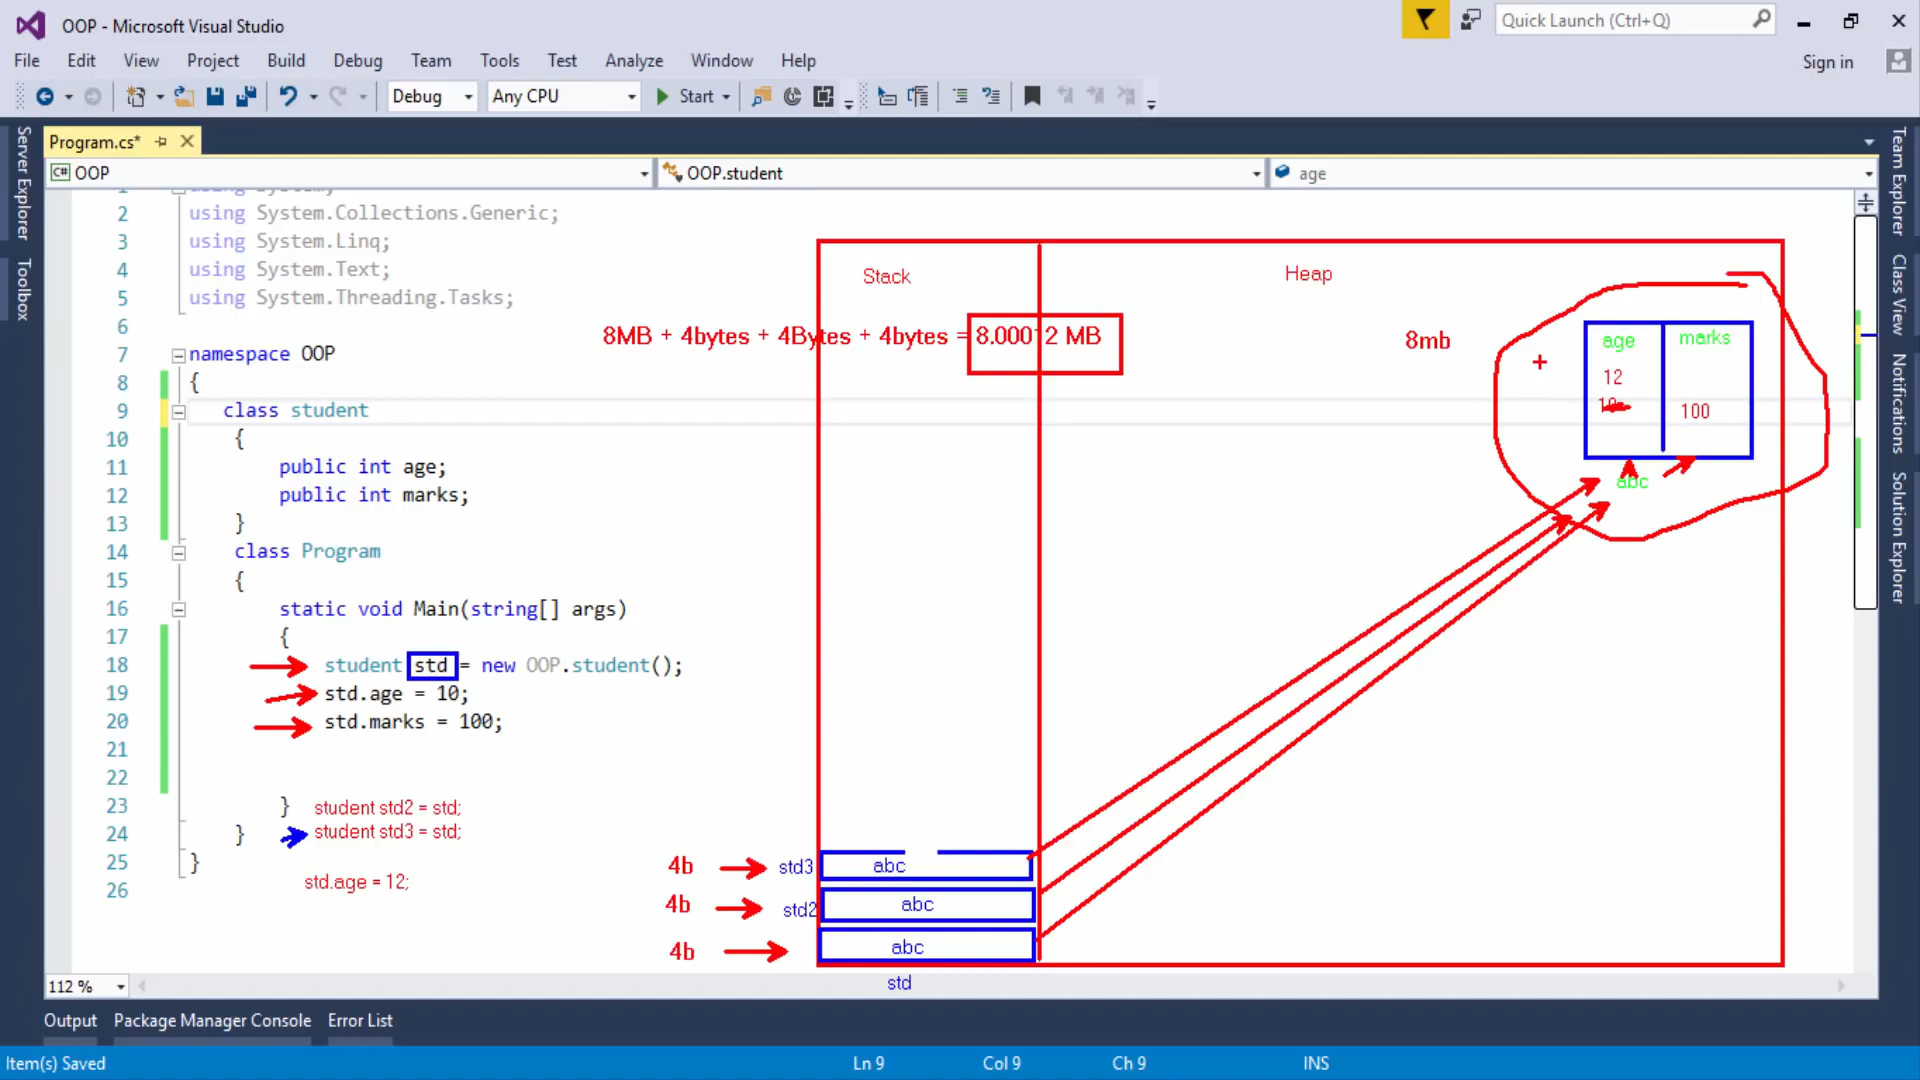 OOP - Microsoft Visual Studio
Quick Launch (Ctrl+Q)
File Edit View Project Build Debug Team Tools Test Analyze Window Help
Sign in
Debug Any CPU Start
Server Explorer
Toolbox
Program.cs*
C# OOP
OOP.student
age
1 using System;
2 using System.Collections.Generic;
3 using System.Linq;
4 using System.Text;
5 using System.Threading.Tasks;
6
7 namespace OOP
8 {
9 class student
10 {
11 public int age;
12 public int marks;
13 }
14 class Program
15 {
16 static void Main(string[] args)
17 {
18 student std = new OOP.student();
19 std.age = 10;
20 std.marks = 100;
21
22
23 } student std2 = std;
24 } student std3 = std;
25 }
std.age = 12;
26
Stack
Heap
8MB + 4bytes + 4Bytes + 4bytes = 8.00012 MB
8mb
+
age marks
12
10 100
abc
4b std3 abc
4b std2 abc
4b abc
std
Team Explorer
Class View
Notifications
Solution Explorer
112 %
Output Package Manager Console Error List
Item(s) Saved
Ln 9 Col 9 Ch 9 INS